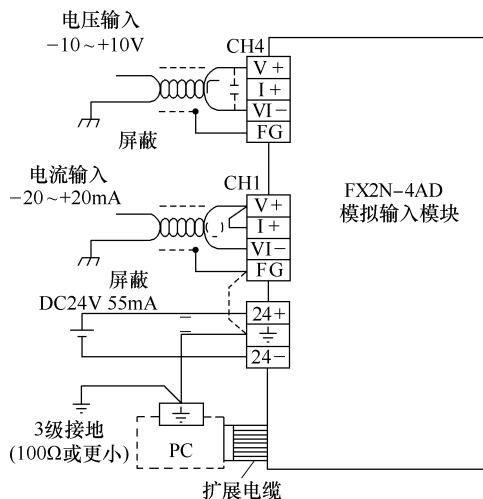 电压输入
−10~+10V
CH4
V+
I+
VI−
FG
屏蔽
电流输入
−20~+20mA
CH1
V+
I+
VI−
FG
屏蔽
FX2N−4AD
模拟输入模块
DC24V 55mA
24+
24−
3级接地
(100Ω或更小)
PC
扩展电缆